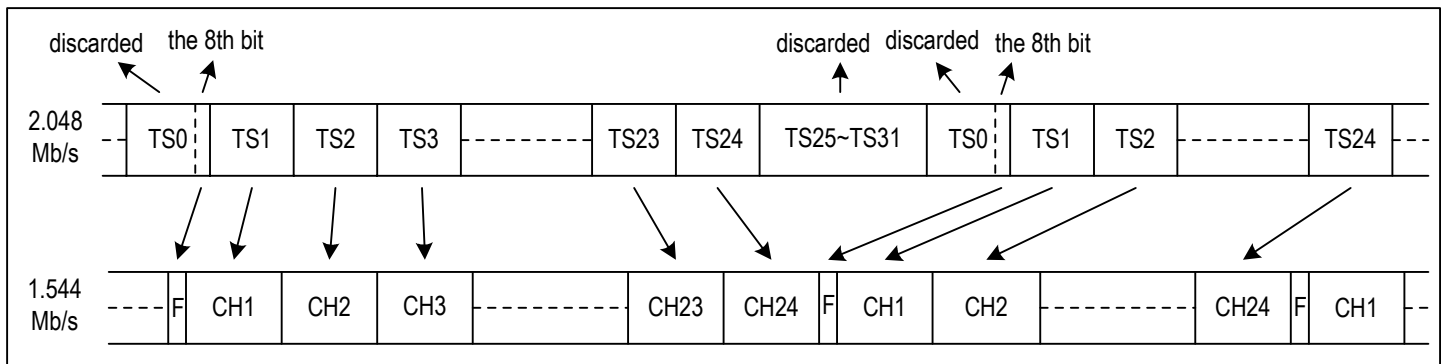 discarded the 8th bit discarded discarded the 8th bit
2.048
Mb/s
TS0 TS1 TS2 TS3 TS23 TS24 TS25~TS31 TS0 TS1 TS2 TS24
1.544
Mb/s
F CH1 CH2 CH3 CH23 CH24 F CH1 CH2 CH24 F CH1